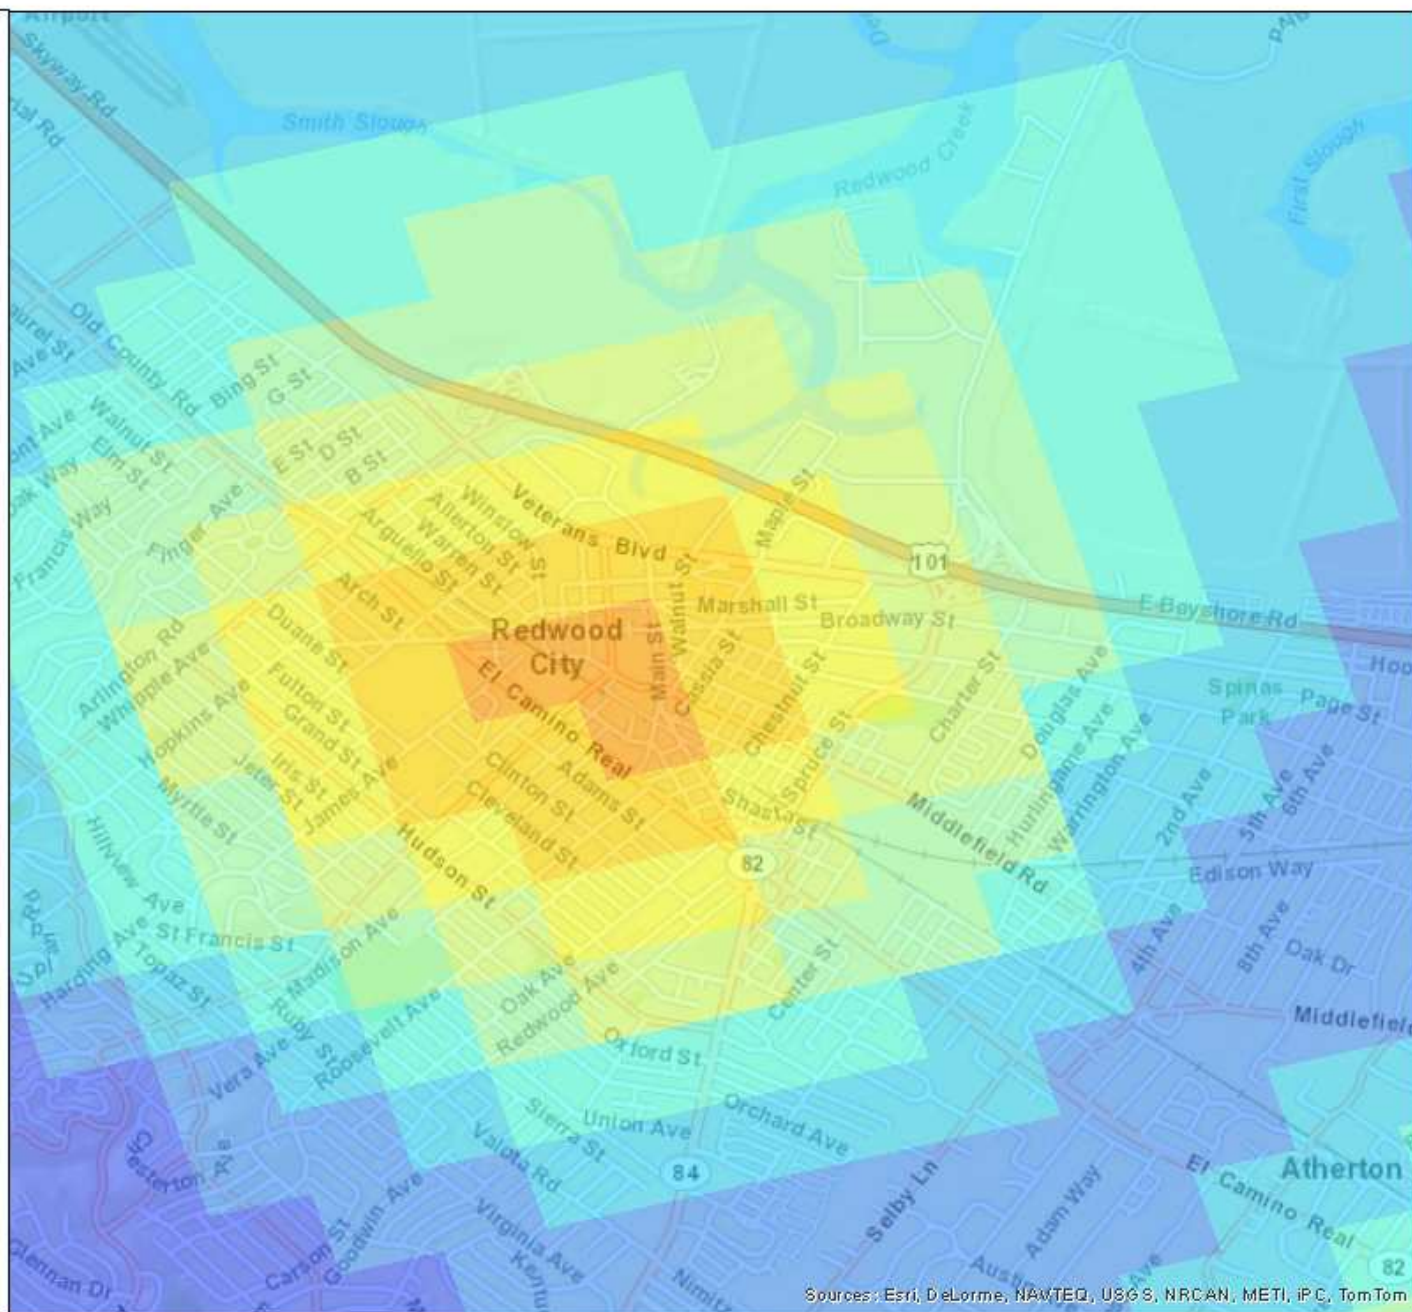 Airport
Skyway Rd
Smith Slough
Redwood Creek
First Slough
Old County Rd
Bing St
G St
Walnut St
Elm St
E St
D St
B St
Finger Ave
Francis Way
Winslow St
Allerton St
Warren St
Arguello St
Veterans Blvd
Maple St
101
Arch St
Walnut St
Marshall St
Broadway St
E Bayshore Rd
Redwood
City
Main St
Cassia St
Duane St
Arlington Rd
Whipple Ave
Hopkins Ave
Fulton St
Grand St
Iris St
Jeter St
James Ave
El Camino Real
Chestnut St
Charter St
Douglas Ave
Spinas
Park
Page St
Hurlingame Ave
Warrington Ave
Myrtle St
Clinton St
Adams St
Cleveland St
Shasta St
Spruce St
Middlefield Rd
2nd Ave
5th Ave
6th Ave
Hillview Ave
Hudson St
82
Edison Way
St Francis St
Harding Ave
Topaz St
Madison Ave
Oak Ave
Redwood Ave
Center St
4th Ave
8th Ave
Oak Dr
Ruby St
Roosevelt Ave
Vera Ave
Oxford St
Middlefield
Sierra St
Union Ave
Orchard Ave
Chesterton Ave
Valota Rd
84
Selby Ln
Adam Way
Atherton
El Camino Real
Goodwin Ave
Virginia Ave
Carson St
Glennan Dr
82
Sources: Esri, DeLorme, NAVTEQ, USGS, NRCAN, METI, iPC, TomTom